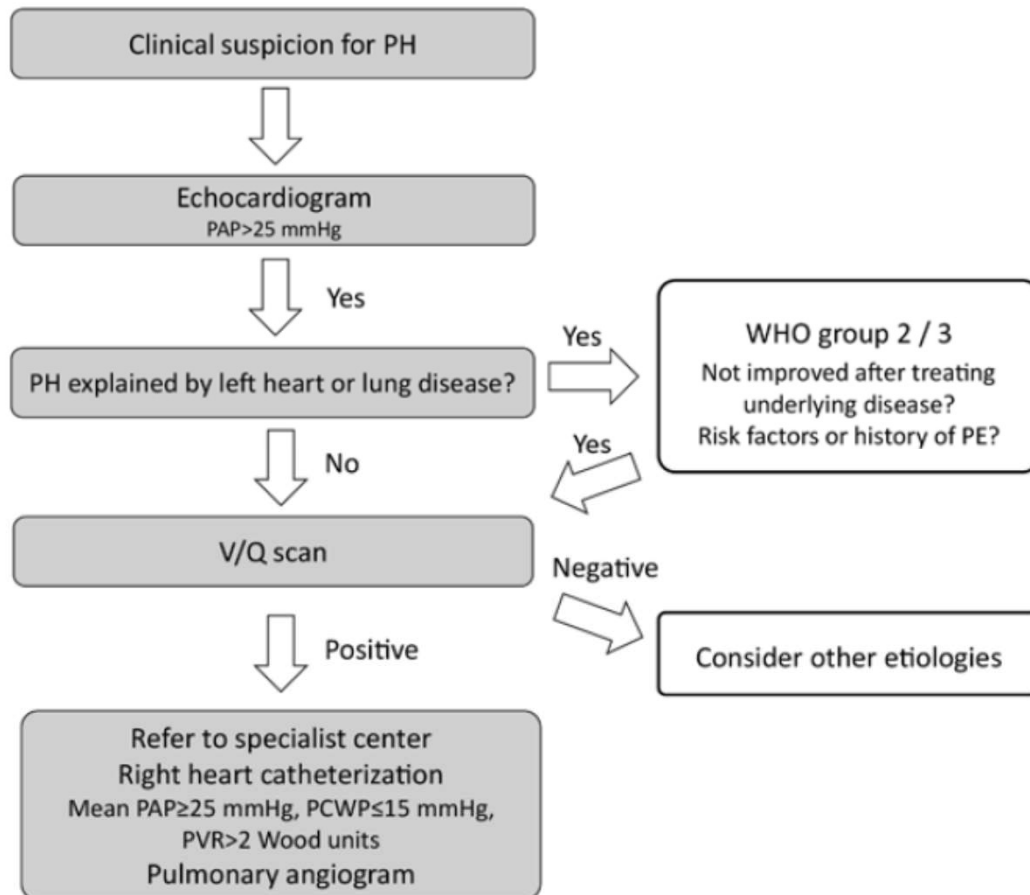 Clinical suspicion for PH
Echocardiogram
PAP>25 mmHg
Yes
PH explained by left heart or lung disease?
Yes
WHO group 2 / 3
Not improved after treating
underlying disease?
Risk factors or history of PE?
No
Yes
V/Q scan
Negative
Consider other etiologies
Positive
Refer to specialist center
Right heart catheterization
Mean PAP≥25 mmHg, PCWP≤15 mmHg,
PVR>2 Wood units
Pulmonary angiogram